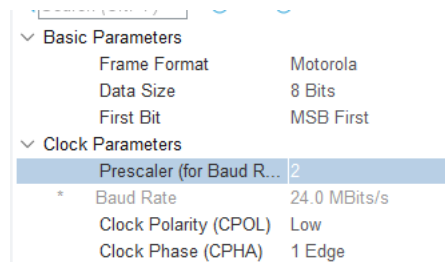 Basic Parameters
Frame Format Motorola
Data Size 8 Bits
First Bit MSB First
Clock Parameters
Prescaler (for Baud R... 2
* Baud Rate 24.0 MBits/s
Clock Polarity (CPOL) Low
Clock Phase (CPHA) 1 Edge